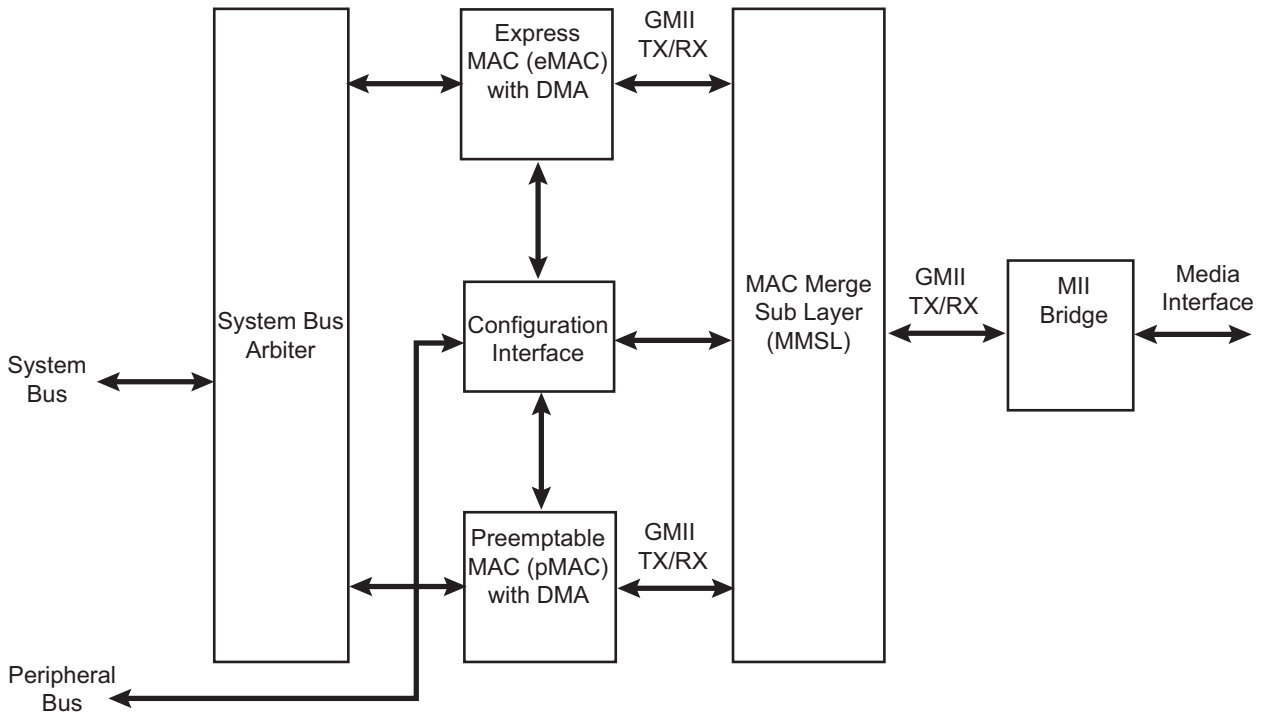 Express
MAC (eMAC)
with DMA
GMII
TX/RX
System Bus
Arbiter
Configuration
Interface
MAC Merge
Sub Layer
(MMSL)
GMII
TX/RX
MII
Bridge
Media
Interface
System
Bus
Preemptable
MAC (pMAC)
with DMA
GMII
TX/RX
Peripheral
Bus